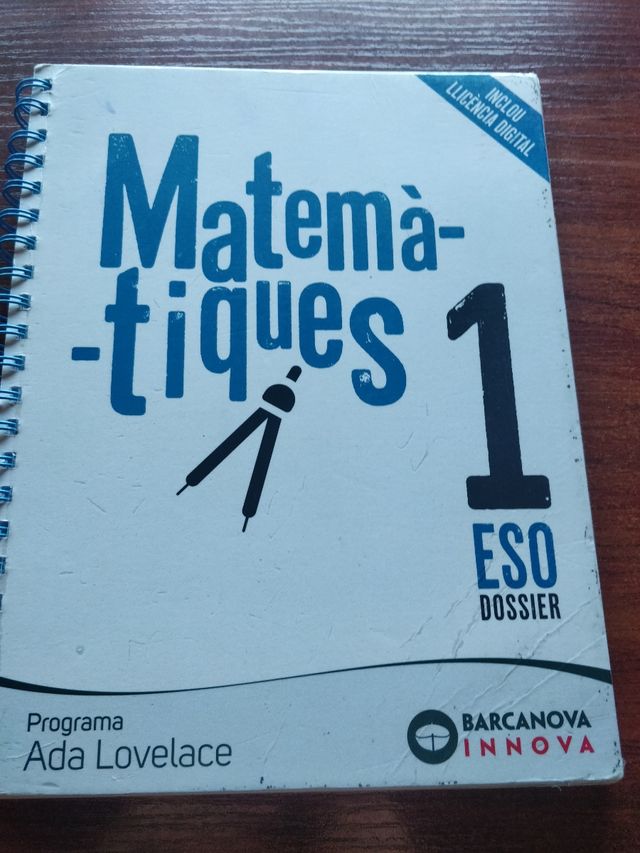 INCLOU
LLICÈNCIA DIGITAL
Matemà-
-tiques
1
ESO
DOSSIER
Programa
Ada Lovelace
BARCANOVA
INNOVA